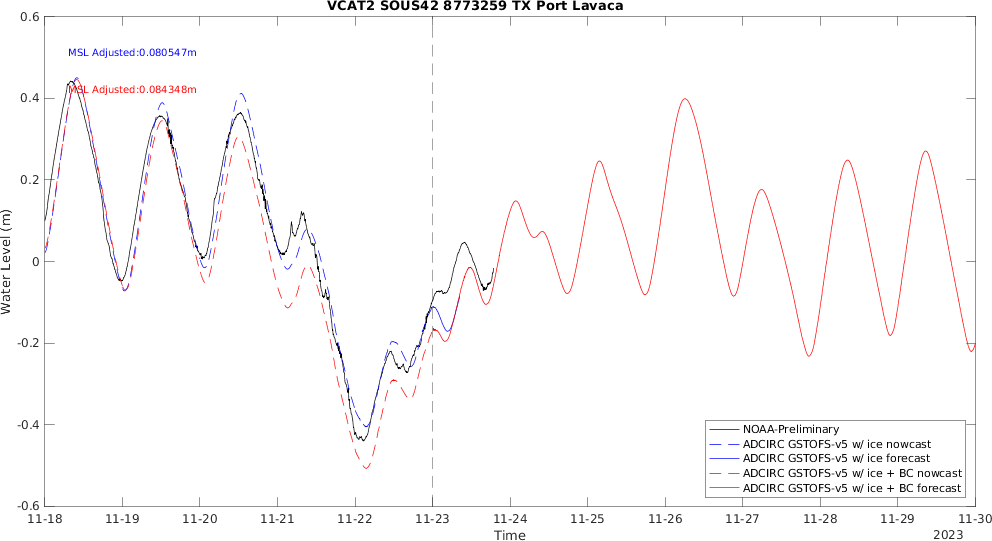 VCAT2 SOUS42 8773259 TX Port Lavaca
0.6
0.4
0.2
0
-0.2
-0.4
-0.6
Water Level (m)
MSL Adjusted:0.080547m
MSL Adjusted:0.084348m
NOAA-Preliminary
ADCIRC GSTOFS-v5 w/ ice nowcast
ADCIRC GSTOFS-v5 w/ ice forecast
ADCIRC GSTOFS-v5 w/ ice + BC nowcast
ADCIRC GSTOFS-v5 w/ ice + BC forecast
11-18 11-19 11-20 11-21 11-22 11-23 11-24 11-25 11-26 11-27 11-28 11-29 11-30
Time
2023